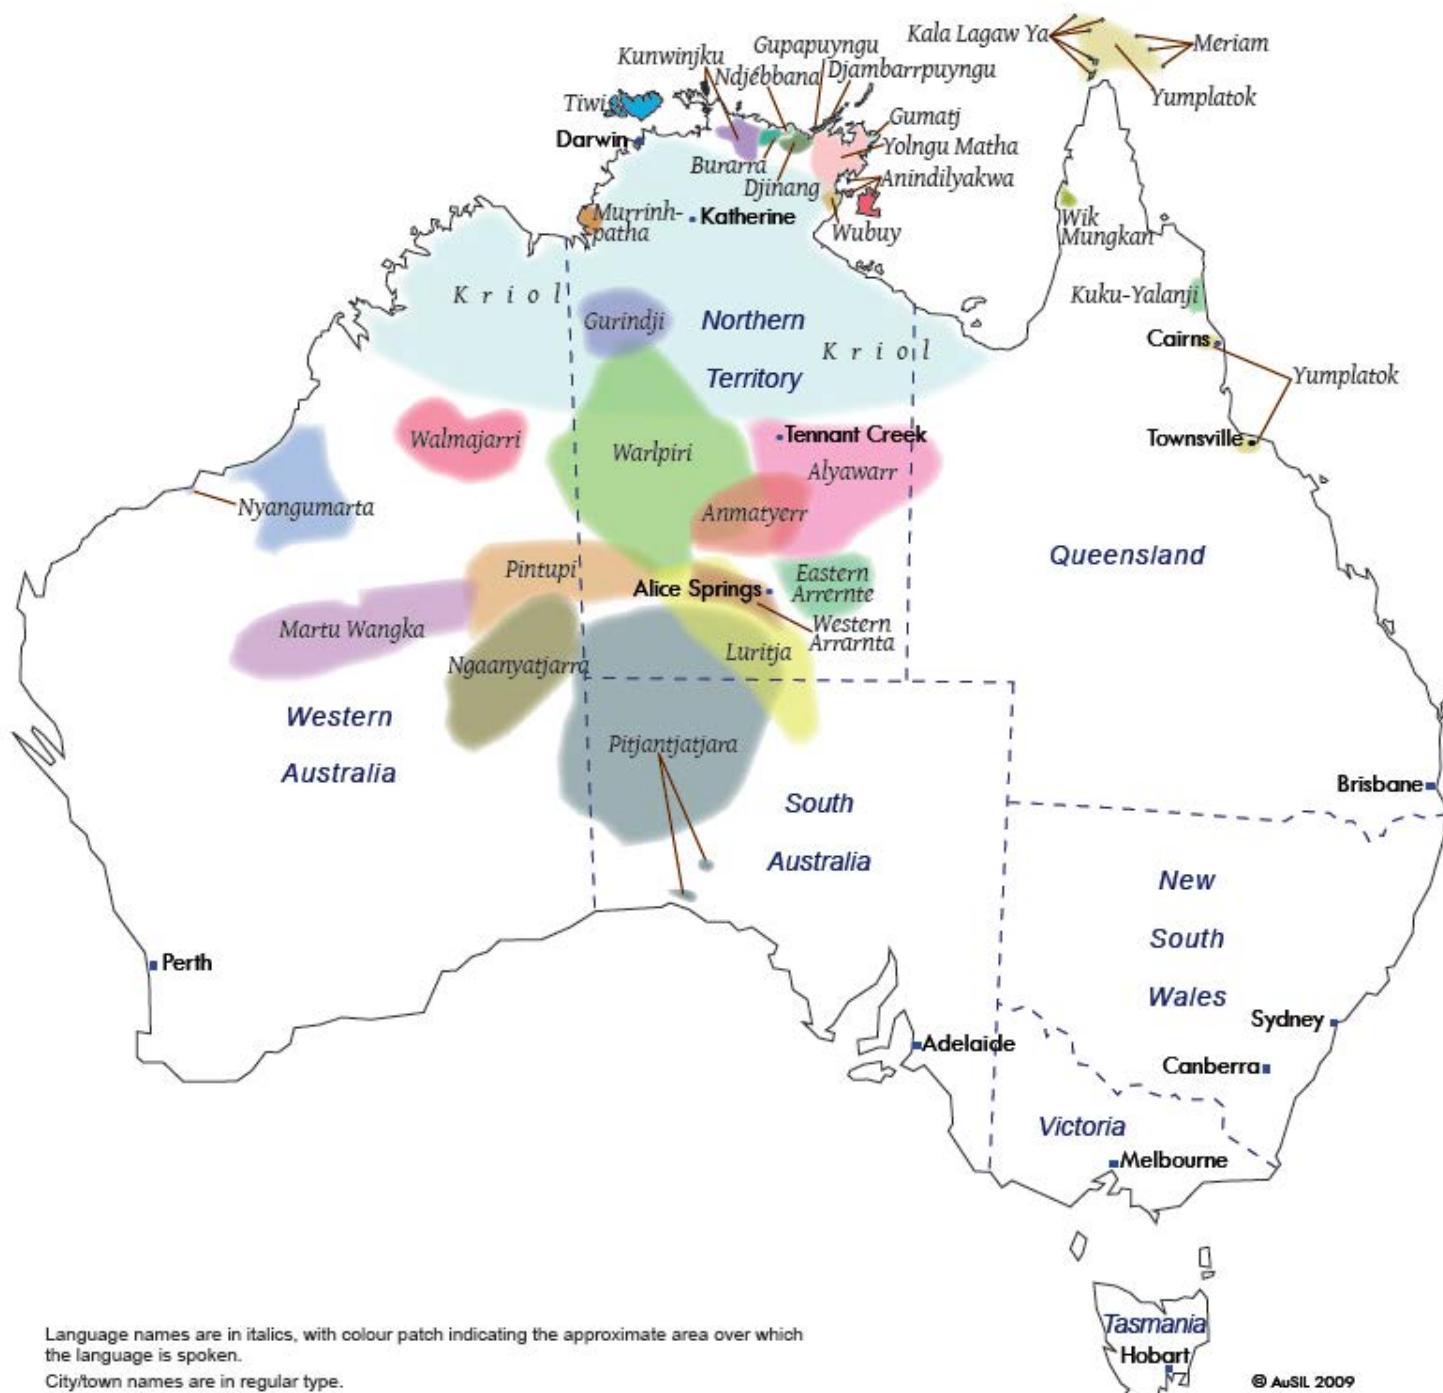 Kala Lagaw Ya
Meriam
Yumplatok
Gupapuyngu
Kunwinjku
Ndjébbana
Djambarrpuyngu
Tiwi
Gumatj
Darwin
Yolngu Matha
Burarra
Djinang
Anindilyakwa
Murrinh-
patha
Katherine
Wubuy
Wik
Mungkan
Kriol
Kuku-Yalanji
Gurindji
Northern
Territory
Kriol
Cairns
Yumplatok
Walmajarri
Tennant Creek
Townsville
Warlpiri
Alyawarr
Nyangumarta
Anmatyerr
Queensland
Pintupi
Alice Springs
Eastern
Arrernte
Martu Wangka
Western
Arrarnta
Ngaanyatjarra
Luritja
Western
Australia
Pitjantjatjara
South
Australia
Brisbane
New
South
Wales
Perth
Sydney
Adelaide
Canberra
Victoria
Melbourne
Tasmania
Hobart
Language names are in italics, with colour patch indicating the approximate area over which
the language is spoken.
City/town names are in regular type.
© AuSIL 2009